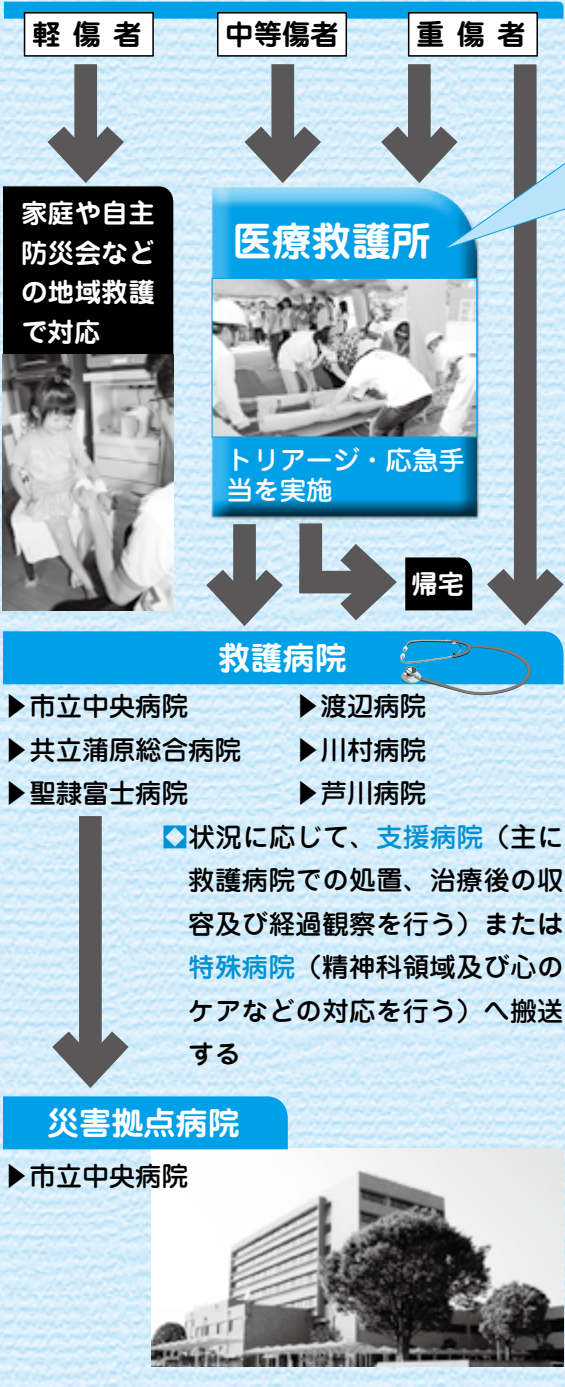 軽傷者
中等傷者
重傷者
家庭や自主
防災会など
の地域救護
で対応
医療救護所
トリアージ・応急手
当を実施
帰宅
救護病院
▶市立中央病院
▶共立蒲原総合病院
▶聖隷富士病院
▶渡辺病院
▶川村病院
▶芦川病院
◇状況に応じて、支援病院（主に
救護病院での処置、治療後の収
容及び経過観察を行う）または
特殊病院（精神科領域及び心の
ケアなどの対応を行う）へ搬送
する
災害拠点病院
▶市立中央病院